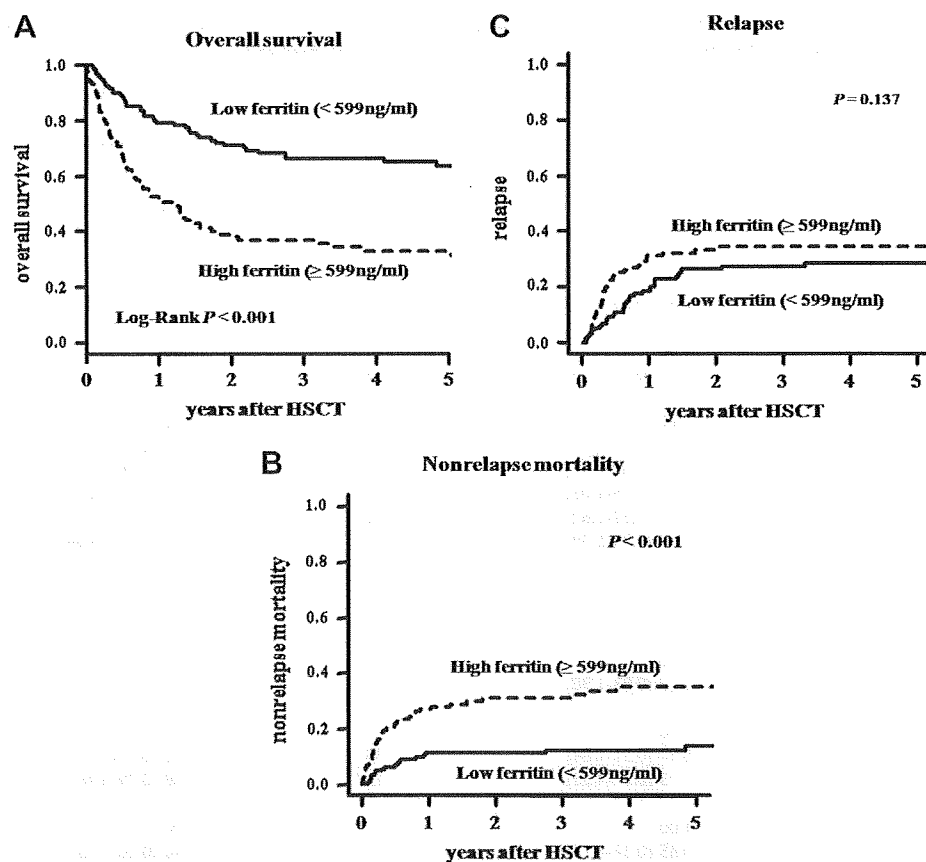 A
Overall survival
1.0
0.8
0.6
0.4
0.2
0.0
overall survival
Low ferritin (< 599ng/ml)
High ferritin (≥ 599ng/ml)
Log-Rank P < 0.001
0 1 2 3 4 5
years after HSCT
C
Relapse
1.0
0.8
0.6
0.4
0.2
0.0
relapse
P = 0.137
High ferritin (≥ 599ng/ml)
Low ferritin (< 599ng/ml)
0 1 2 3 4 5
years after HSCT
B
Nonrelapse mortality
1.0
0.8
0.6
0.4
0.2
0.0
nonrelapse mortality
P < 0.001
High ferritin (≥ 599ng/ml)
Low ferritin (< 599ng/ml)
0 1 2 3 4 5
years after HSCT